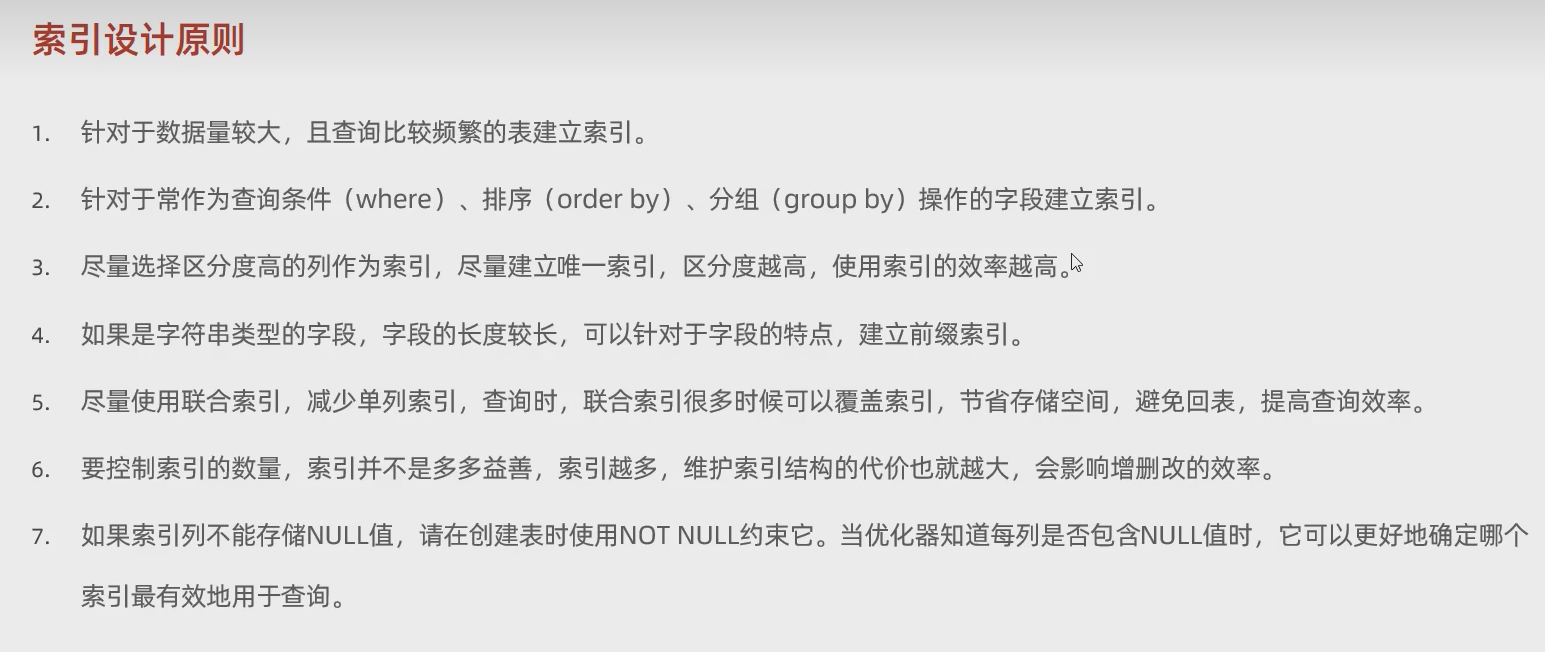 索引设计原则
1. 针对于数据量较大，且查询比较频繁的表建立索引。
2. 针对于常作为查询条件（where）、排序（order by）、分组（group by）操作的字段建立索引。
3. 尽量选择区分度高的列作为索引，尽量建立唯一索引，区分度越高，使用索引的效率越高。
4. 如果是字符串类型的字段，字段的长度较长，可以针对于字段的特点，建立前缀索引。
5. 尽量使用联合索引，减少单列索引，查询时，联合索引很多时候可以覆盖索引，节省存储空间，避免回表，提高查询效率。
6. 要控制索引的数量，索引并不是多多益善，索引越多，维护索引结构的代价也就越大，会影响增删改的效率。
7. 如果索引列不能存储NULL值，请在创建表时使用NOT NULL约束它。当优化器知道每列是否包含NULL值时，它可以更好地确定哪个
索引最有效地用于查询。